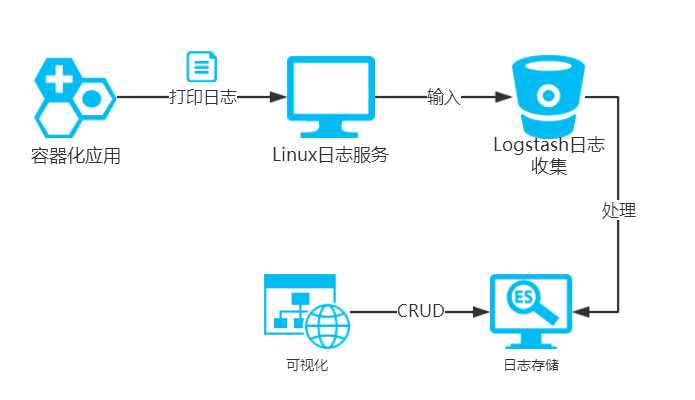 打印日志
输入
容器化应用
Linux日志服务
Logstash日志
收集
处理
ES
CRUD
可视化
日志存储